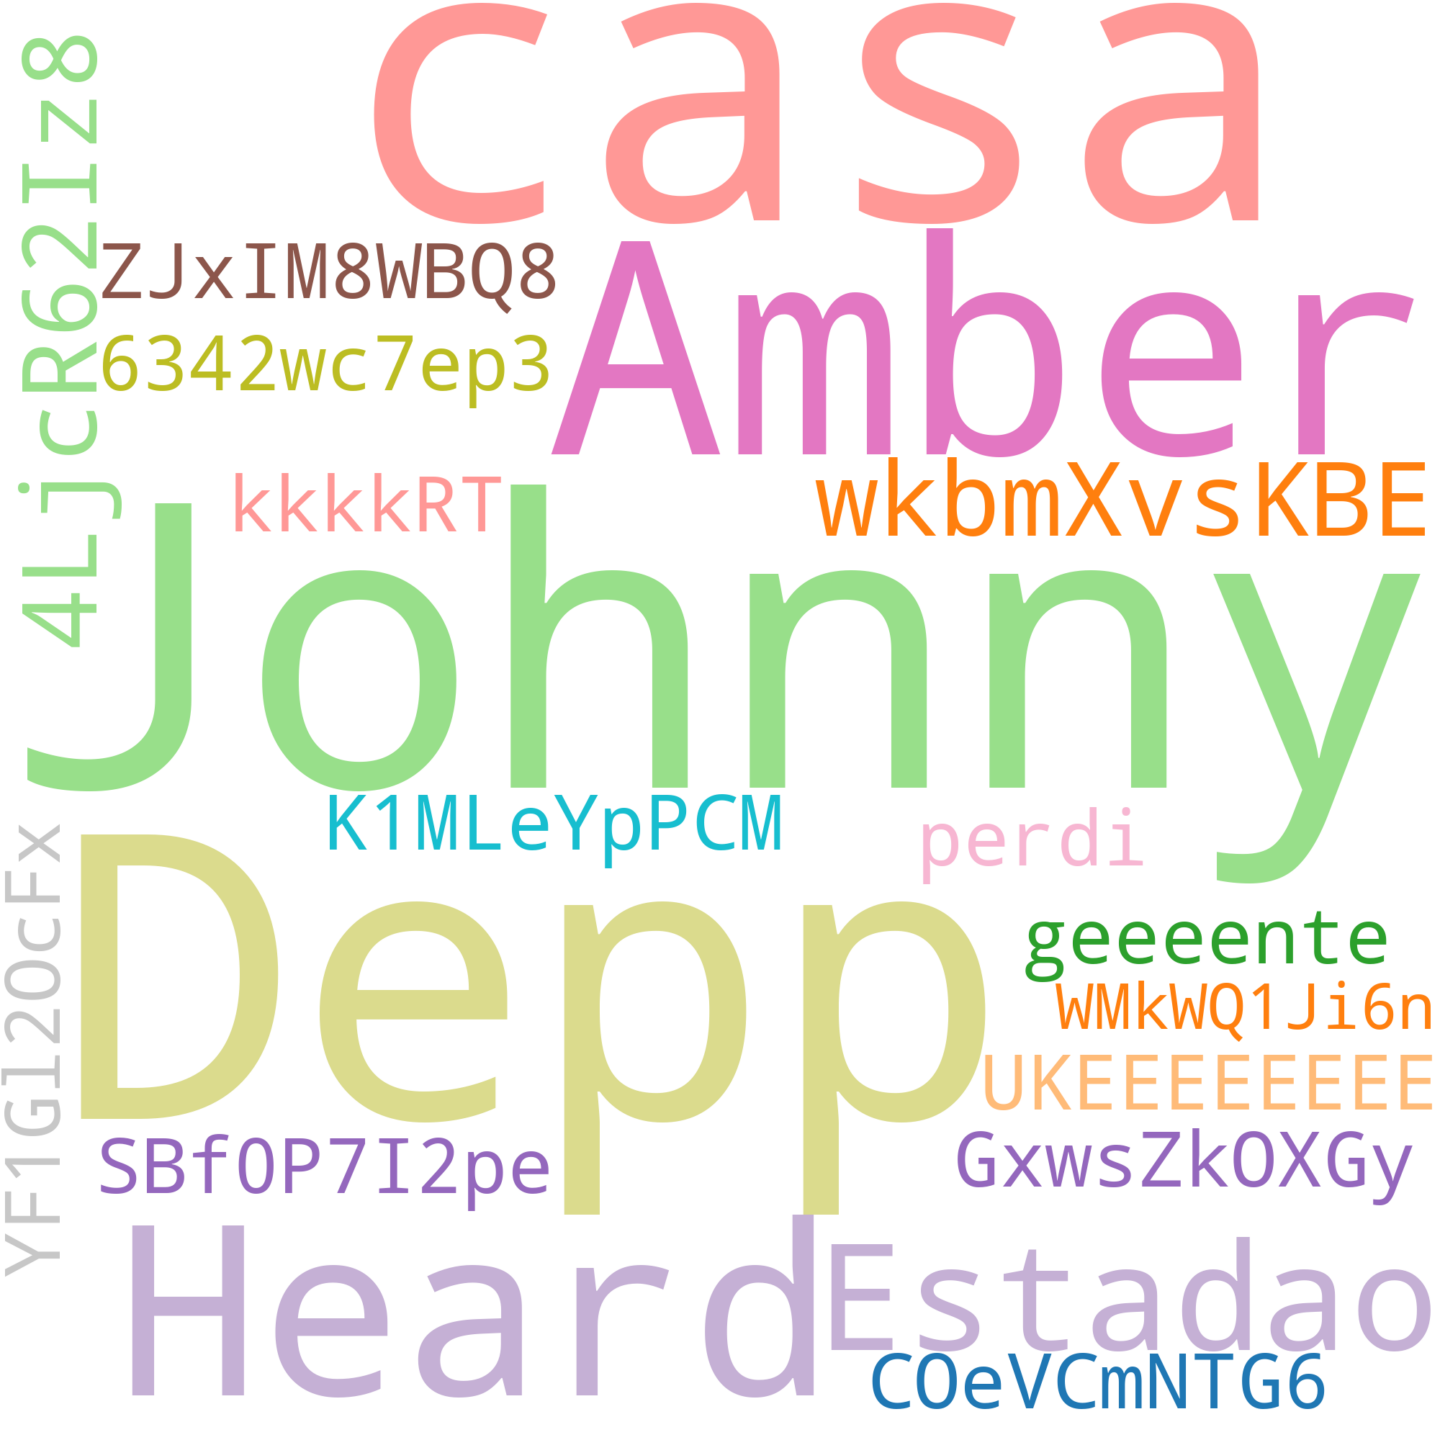 casa
4LjcR62Iz8
ZJxIM8WBQ8
Amber
6342wc7ep3
kkkkRT
wkbmXvsKBE
Johnny
K1MLeYpPCM
perdi
YF1Gl2OcFx
Depp
geeeente
WMkWQ1Ji6n
UKEEEEEEEE
SBf0P7I2pe
GxwsZkOXGy
Heard
Estadao
COeVCmNTG6